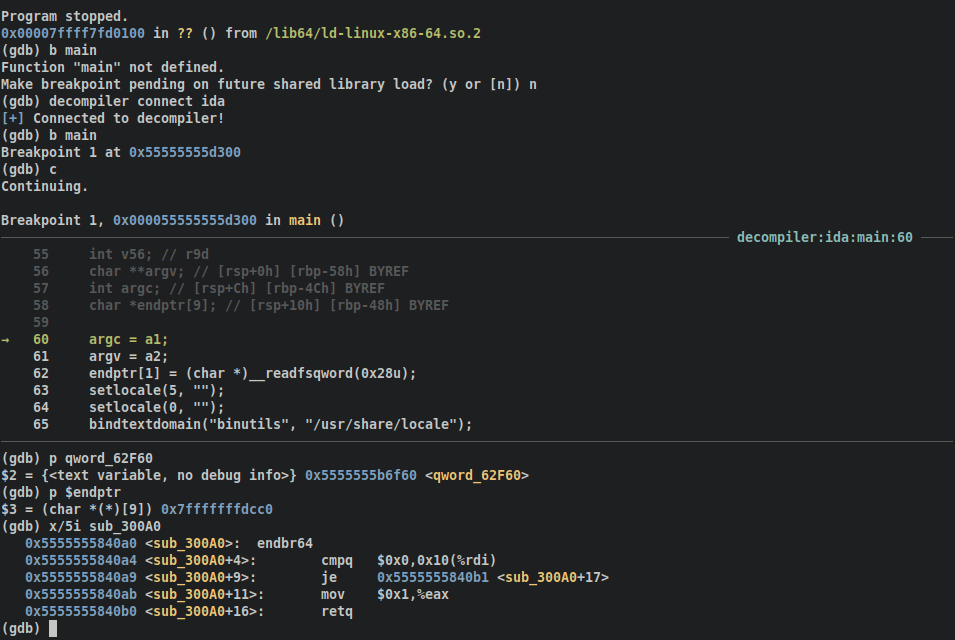 Program stopped.
0x00007ffff7fd0100 in ?? () from /lib64/ld-linux-x86-64.so.2
(gdb) b main
Function "main" not defined.
Make breakpoint pending on future shared library load? (y or [n]) n
(gdb) decompiler connect ida
[+] Connected to decompiler!
(gdb) b main
Breakpoint 1 at 0x55555555d300
(gdb) c
Continuing.
Breakpoint 1, 0x000055555555d300 in main ()
decompiler:ida:main:60
55 int v56; // r9d
56 char **argv; // [rsp+0h] [rbp-58h] BYREF
57 int argc; // [rsp+Ch] [rbp-4Ch] BYREF
58 char *endptr[9]; // [rsp+10h] [rbp-48h] BYREF
59
→ 60 argc = a1;
61 argv = a2;
62 endptr[1] = (char *)__readfsqword(0x28u);
63 setlocale(5, "");
64 setlocale(0, "");
65 bindtextdomain("binutils", "/usr/share/locale");
(gdb) p qword_62F60
$2 = {<text variable, no debug info>} 0x5555555b6f60 <qword_62F60>
(gdb) p $endptr
$3 = (char *(*)[9]) 0x7fffffffdcc0
(gdb) x/5i sub_300A0
0x5555555840a0 <sub_300A0>: endbr64
0x5555555840a4 <sub_300A0+4>: cmpq $0x0,0x10(%rdi)
0x5555555840a9 <sub_300A0+9>: je 0x5555555840b1 <sub_300A0+17>
0x5555555840ab <sub_300A0+11>: mov $0x1,%eax
0x5555555840b0 <sub_300A0+16>: retq
(gdb)